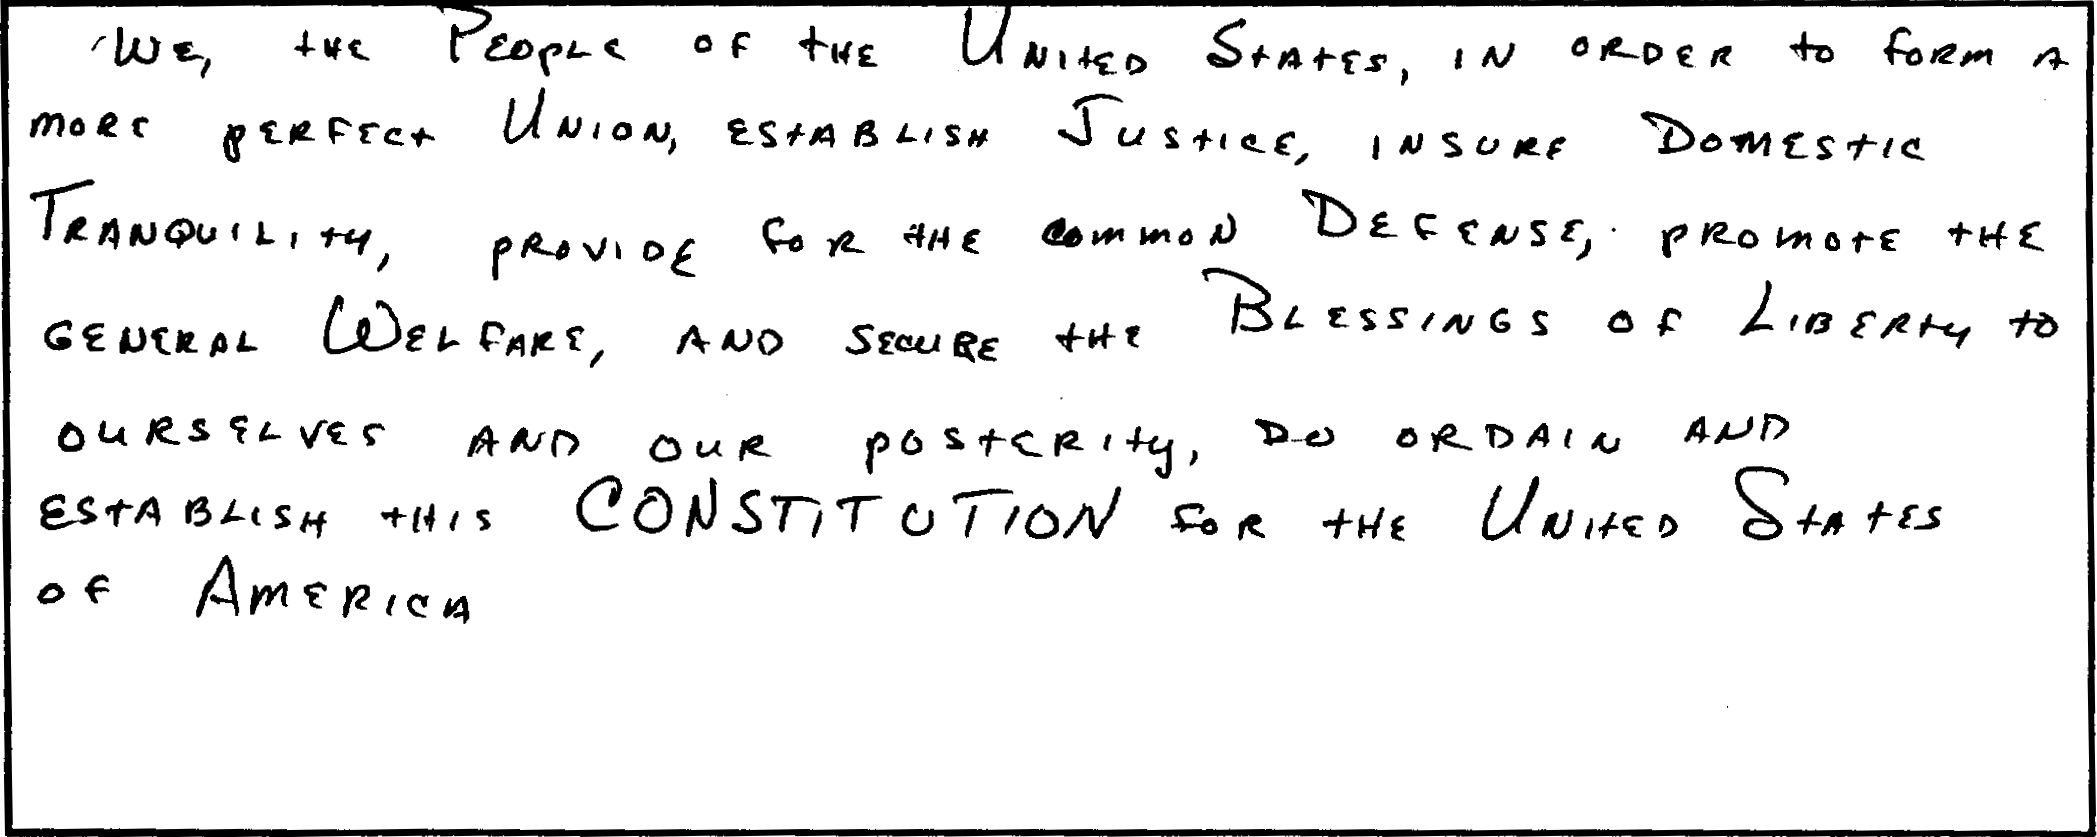 We, the People of the United States, in order to form a
more perfect Union, establish Justice, insure Domestic
Tranquility, provide for the common Defense, promote the
general Welfare, and secure the Blessings of Liberty to
ourselves and our posterity, do ordain and
establish this CONSTITUTION for the United States
of America